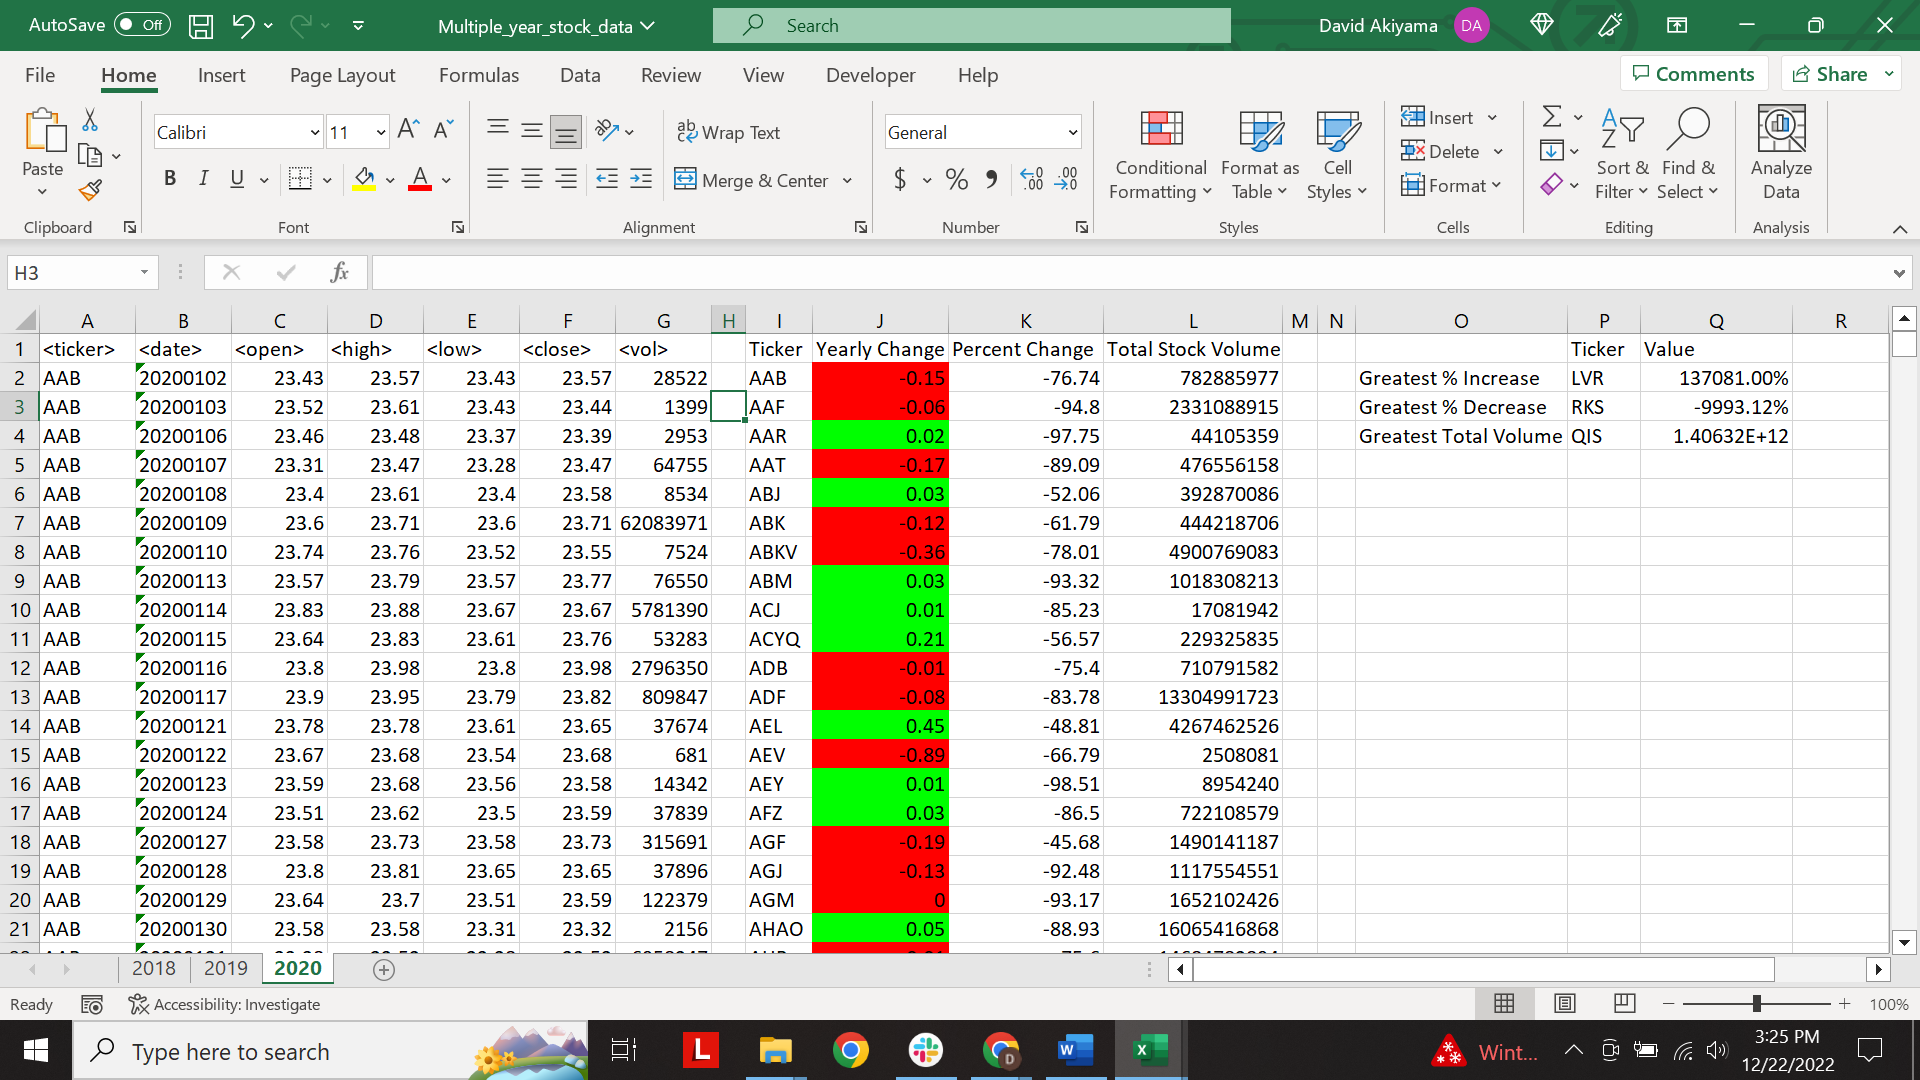 AutoSave Off Multiple_year_stock_data Search David Akiyama DA
File Home Insert Page Layout Formulas Data Review View Developer Help Comments Share
Calibri 11 Wrap Text General Insert
Paste B I U A Merge & Center $ % Conditional Formatting Format as Table Cell Styles Delete Format Sort & Filter Find & Select Analyze Data
Clipboard Font Alignment Number Styles Cells Editing Analysis
H3 fx
A B C D E F G H I J K L M N O P Q R
1 <ticker> <date> <open> <high> <low> <close> <vol> Ticker Yearly Change Percent Change Total Stock Volume Ticker Value
2 AAB 20200102 23.43 23.57 23.43 23.57 28522 AAB -0.15 -76.74 782885977 Greatest % Increase LVR 137081.00%
3 AAB 20200103 23.52 23.61 23.43 23.44 1399 AAF -0.06 -94.8 2331088915 Greatest % Decrease RKS -9993.12%
4 AAB 20200106 23.46 23.48 23.37 23.39 2953 AAR 0.02 -97.75 44105359 Greatest Total Volume QIS 1.40632E+12
5 AAB 20200107 23.31 23.47 23.28 23.47 64755 AAT -0.17 -89.09 476556158
6 AAB 20200108 23.4 23.61 23.4 23.58 8534 ABJ 0.03 -52.06 392870086
7 AAB 20200109 23.6 23.71 23.6 23.71 62083971 ABK -0.12 -61.79 444218706
8 AAB 20200110 23.74 23.76 23.52 23.55 7524 ABKV -0.36 -78.01 4900769083
9 AAB 20200113 23.57 23.79 23.57 23.77 76550 ABM 0.03 -93.32 1018308213
10 AAB 20200114 23.83 23.88 23.67 23.67 5781390 ACJ 0.01 -85.23 17081942
11 AAB 20200115 23.64 23.83 23.61 23.76 53283 ACYQ 0.21 -56.57 229325835
12 AAB 20200116 23.8 23.98 23.8 23.98 2796350 ADB -0.01 -75.4 710791582
13 AAB 20200117 23.9 23.95 23.79 23.82 809847 ADF -0.08 -83.78 13304991723
14 AAB 20200121 23.78 23.78 23.61 23.65 37674 AEL 0.45 -48.81 4267462526
15 AAB 20200122 23.67 23.68 23.54 23.68 681 AEV -0.89 -66.79 2508081
16 AAB 20200123 23.59 23.68 23.56 23.58 14342 AEY 0.01 -98.51 8954240
17 AAB 20200124 23.51 23.62 23.5 23.59 37839 AFZ 0.03 -86.5 722108579
18 AAB 20200127 23.58 23.73 23.58 23.73 315691 AGF -0.19 -45.68 1490141187
19 AAB 20200128 23.8 23.81 23.65 23.65 37896 AGJ -0.13 -92.48 1117554551
20 AAB 20200129 23.64 23.7 23.51 23.59 122379 AGM 0 -93.17 1652102426
21 AAB 20200130 23.58 23.58 23.31 23.32 2156 AHAO 0.05 -88.93 16065416868
2018 2019 2020
Ready Accessibility: Investigate 100%
Type here to search L D W X Wint... 3:25 PM
12/22/2022